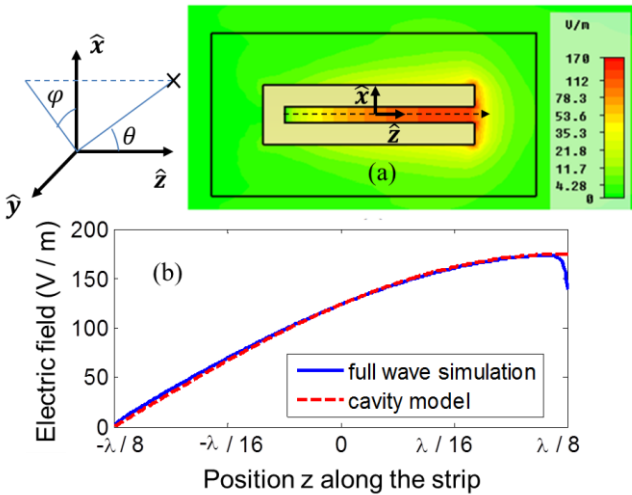 x̂
φ
θ
ẑ
ŷ
x̂
ẑ
(a)
V/m
170
112
78.3
53.6
35.3
21.8
11.7
4.28
0
(b)
Electric field (V / m)
200
150
100
50
0
-λ / 8
-λ / 16
0
λ / 16
λ / 8
full wave simulation
cavity model
Position z along the strip